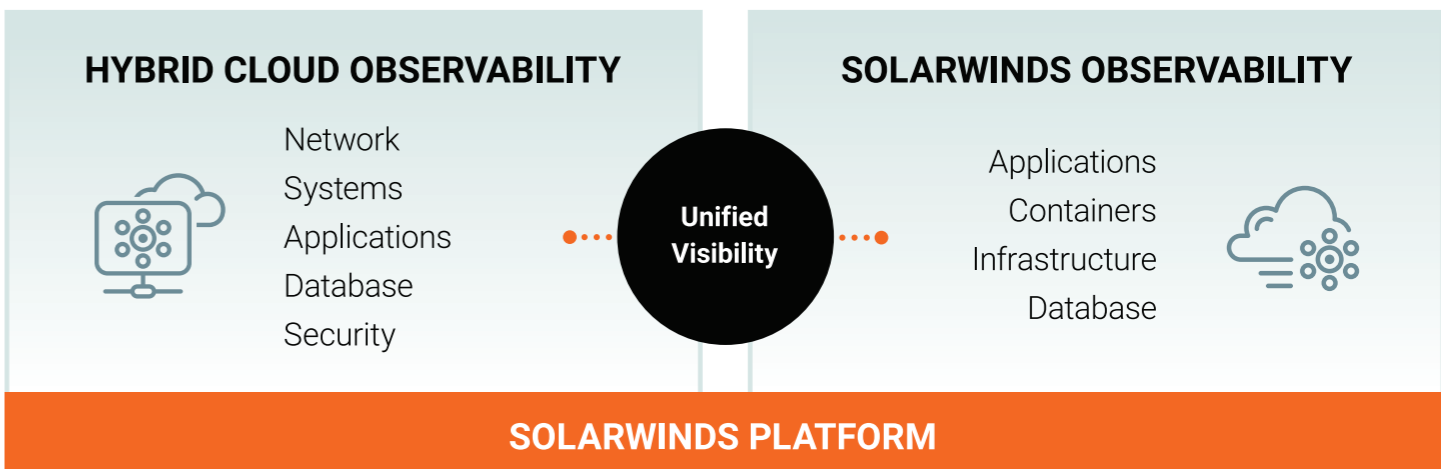 HYBRID CLOUD OBSERVABILITY
Network
Systems
Applications
Database
Security
Unified
Visibility
SOLARWINDS OBSERVABILITY
Applications
Containers
Infrastructure
Database
SOLARWINDS PLATFORM